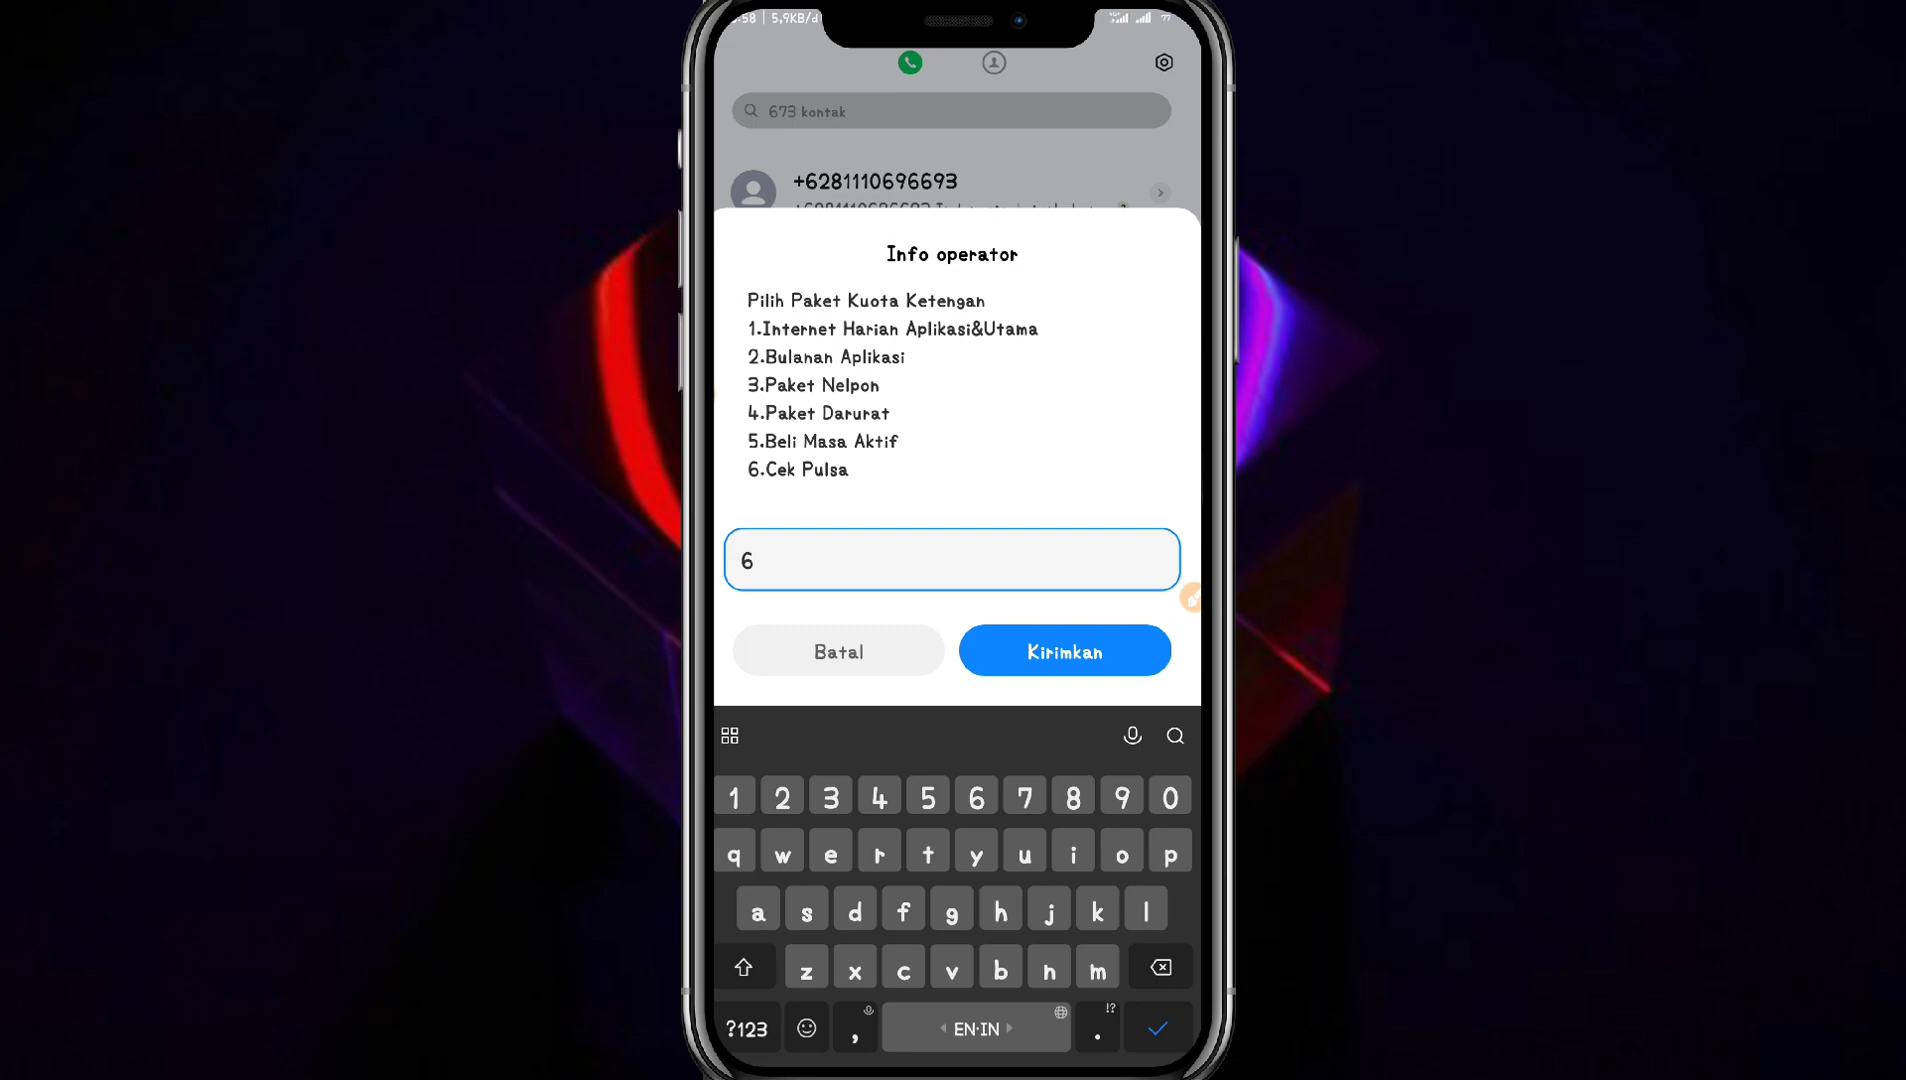 :58 | 5,9KB/d
77
673 kontak
+6281110696693
Info operator
Pilih Paket Kuota Ketengan
1.Internet Harian Aplikasi&Utama
2.Bulanan Aplikasi
3.Paket Nelpon
4.Paket Darurat
5.Beli Masa Aktif
6.Cek Pulsa
6
Batal Kirimkan
1 2 3 4 5 6 7 8 9 0
q w e r t y u i o p
a s d f g h j k l
z x c v b n m
!?
?123 , EN·IN .